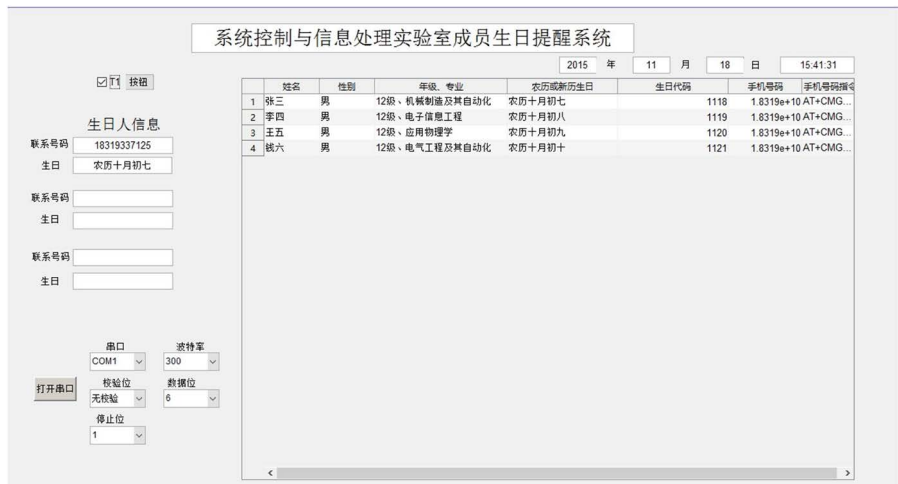 系统控制与信息处理实验室成员生日提醒系统
2015 年 11 月 18 日 15:41:31
T1 按钮
生日人信息
联系号码 18319337125
生日 农历十月初七
联系号码
生日
联系号码
生日
姓名 性别 年级、专业 农历或新历生日 生日代码 手机号码 手机号码指令
1 张三 男 12级、机械制造及其自动化 农历十月初七 1118 1.8319e+10 AT+CMG...
2 李四 男 12级、电子信息工程 农历十月初八 1119 1.8319e+10 AT+CMG...
3 王五 男 12级、应用物理学 农历十月初九 1120 1.8319e+10 AT+CMG...
4 钱六 男 12级、电气工程及其自动化 农历十月初十 1121 1.8319e+10 AT+CMG...
串口 波特率
COM1 300
打开串口
校验位 数据位
无校验 6
停止位
1